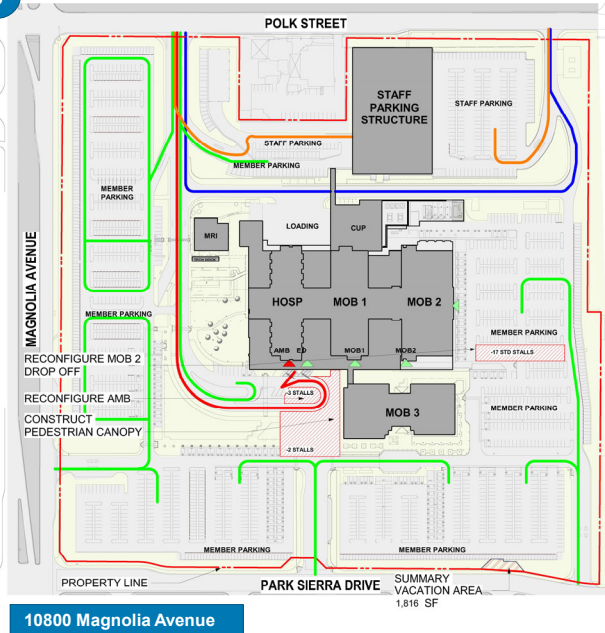 POLK STREET
STAFF
PARKING
STRUCTURE
STAFF PARKING
STAFF PARKING
MEMBER PARKING
MEMBER
PARKING
LOADING
CUP
MRI
MAGNOLIA AVENUE
HOSP
MOB 1
MOB 2
MEMBER PARKING
MEMBER
PARKING
AMB
ED
MOB1
MOB2
-17 STD STALLS
RECONFIGURE MOB 2
DROP OFF
RECONFIGURE AMB
CONSTRUCT
PEDESTRIAN CANOPY
-3 STALLS
MEMBER
PARKING
MOB 3
-2 STALLS
MEMBER PARKING
MEMBER PARKING
PROPERTY LINE
PARK SIERRA DRIVE
SUMMARY
VACATION AREA
1,816 SF
10800 Magnolia Avenue